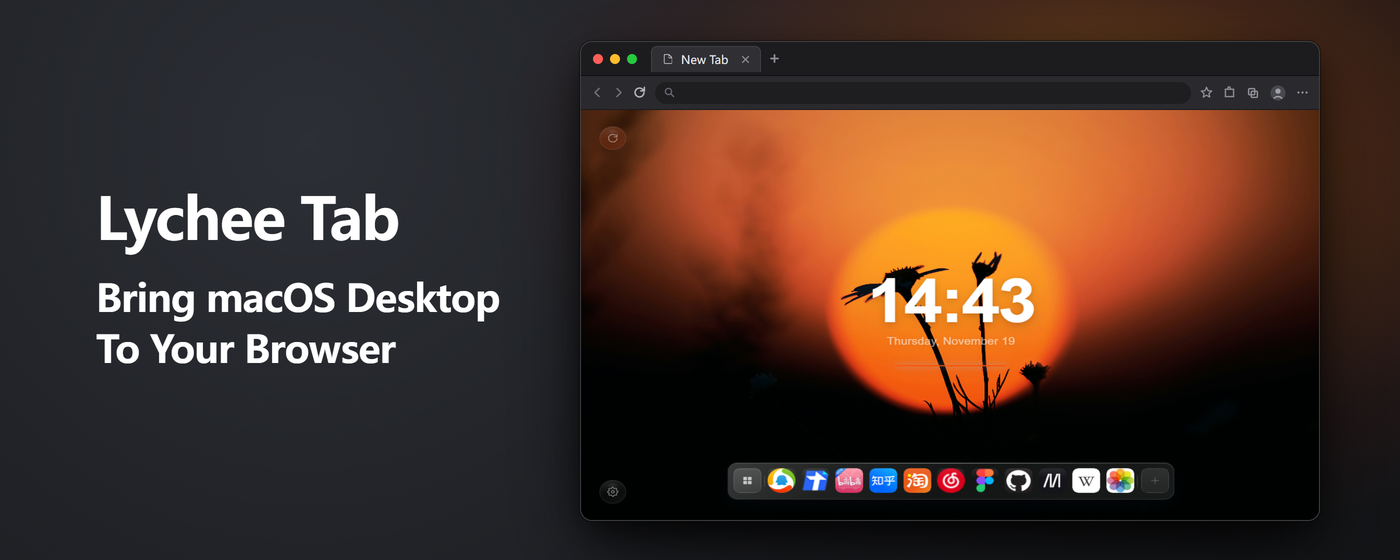 Lychee Tab
Bring macOS Desktop
To Your Browser
New Tab
14:43
Thursday, November 19
知乎
淘
W